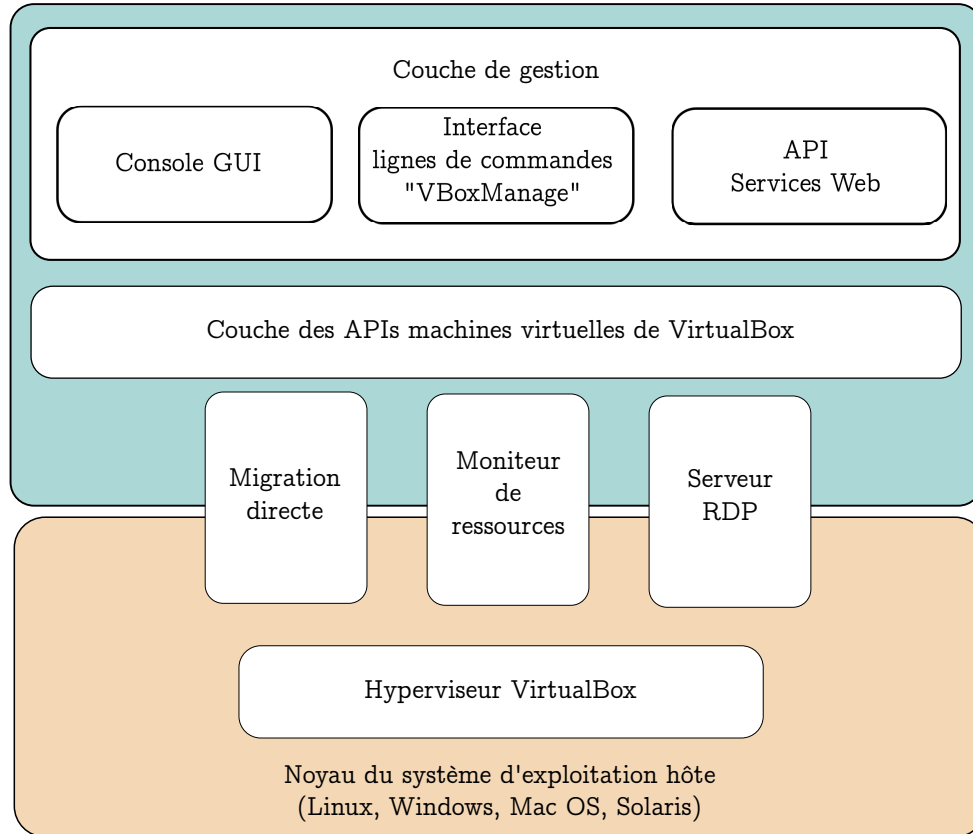 Couche de gestion
Console GUI
Interface
lignes de commandes
"VBoxManage"
API
Services Web
Couche des APIs machines virtuelles de VirtualBox
Migration
directe
Moniteur
de
ressources
Serveur
RDP
Hyperviseur VirtualBox
Noyau du système d'exploitation hôte
(Linux, Windows, Mac OS, Solaris)